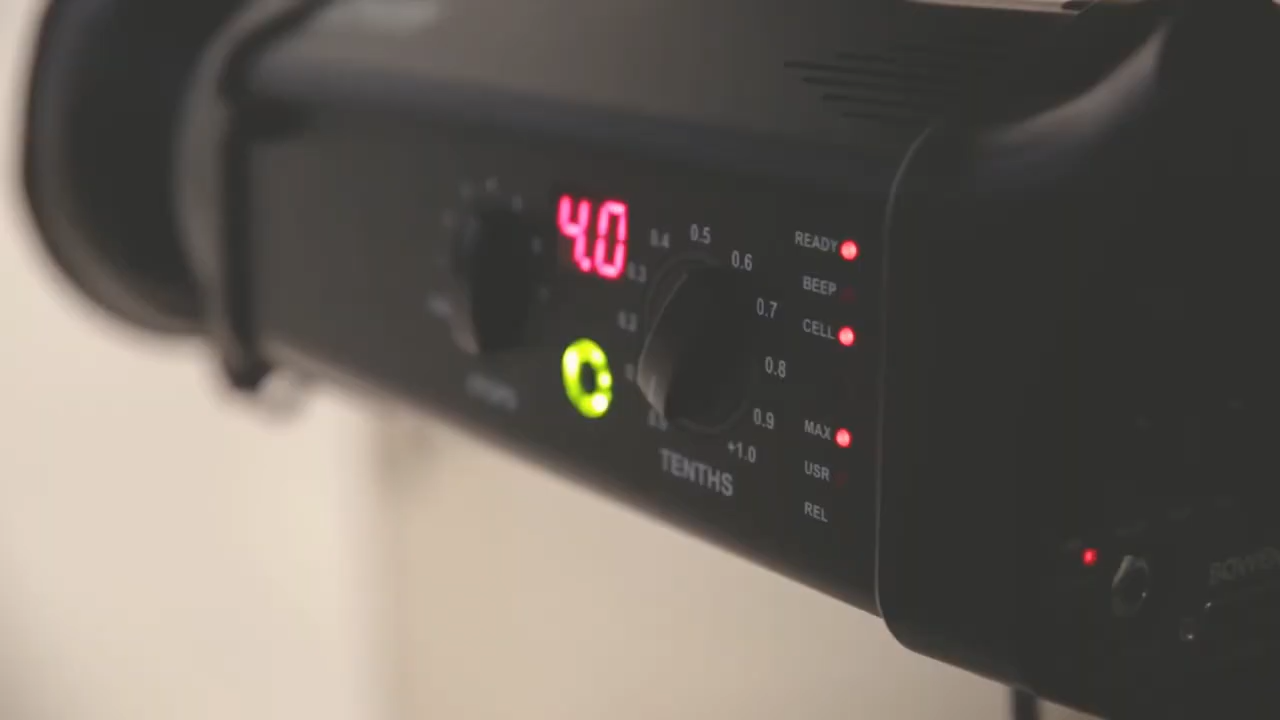 4.0
0.4
0.5
0.3
0.6
0.2
0.7
0.8
0.9
+1.0
TENTHS
READY
BEEP
CELL
MAX
USR
REL